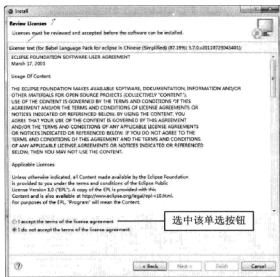 Install
Review Licenses
Licenses must be reviewed and accepted before the software can be installed.
License text (for Babel Language Pack for eclipse in Chinese (Simplified) (87.19%) 3.7.0.v20110723043401):
ECLIPSE FOUNDATION SOFTWARE USER AGREEMENT
March 17, 2005
Usage Of Content
THE ECLIPSE FOUNDATION MAKES AVAILABLE SOFTWARE, DOCUMENTATION, INFORMATION AND/OR
OTHER MATERIALS FOR OPEN SOURCE PROJECTS (COLLECTIVELY "CONTENT").
USE OF THE CONTENT IS GOVERNED BY THE TERMS AND CONDITIONS OF THIS
AGREEMENT AND/OR THE TERMS AND CONDITIONS OF LICENSE AGREEMENTS OR
NOTICES INDICATED OR REFERENCED BELOW. BY USING THE CONTENT, YOU
AGREE THAT YOUR USE OF THE CONTENT IS GOVERNED BY THIS AGREEMENT
AND/OR THE TERMS AND CONDITIONS OF ANY APPLICABLE LICENSE AGREEMENTS
OR NOTICES INDICATED OR REFERENCED BELOW. IF YOU DO NOT AGREE TO THE
TERMS AND CONDITIONS OF THIS AGREEMENT AND THE TERMS AND CONDITIONS
OF ANY APPLICABLE LICENSE AGREEMENTS OR NOTICES INDICATED OR REFERENCED
BELOW, THEN YOU MAY NOT USE THE CONTENT.
Applicable Licenses
Unless otherwise indicated, all Content made available by the Eclipse Foundation
is provided to you under the terms and conditions of the Eclipse Public
License Version 1.0 ("EPL"). A copy of the EPL is provided with this
Content and is also available at http://www.eclipse.org/legal/epl-v10.html.
For purposes of the EPL, "Program" will mean the Content.
I accept the terms of the license agreement
选中该单选按钮
I do not accept the terms of the license agreement
< Back
Next >
Finish
Cancel